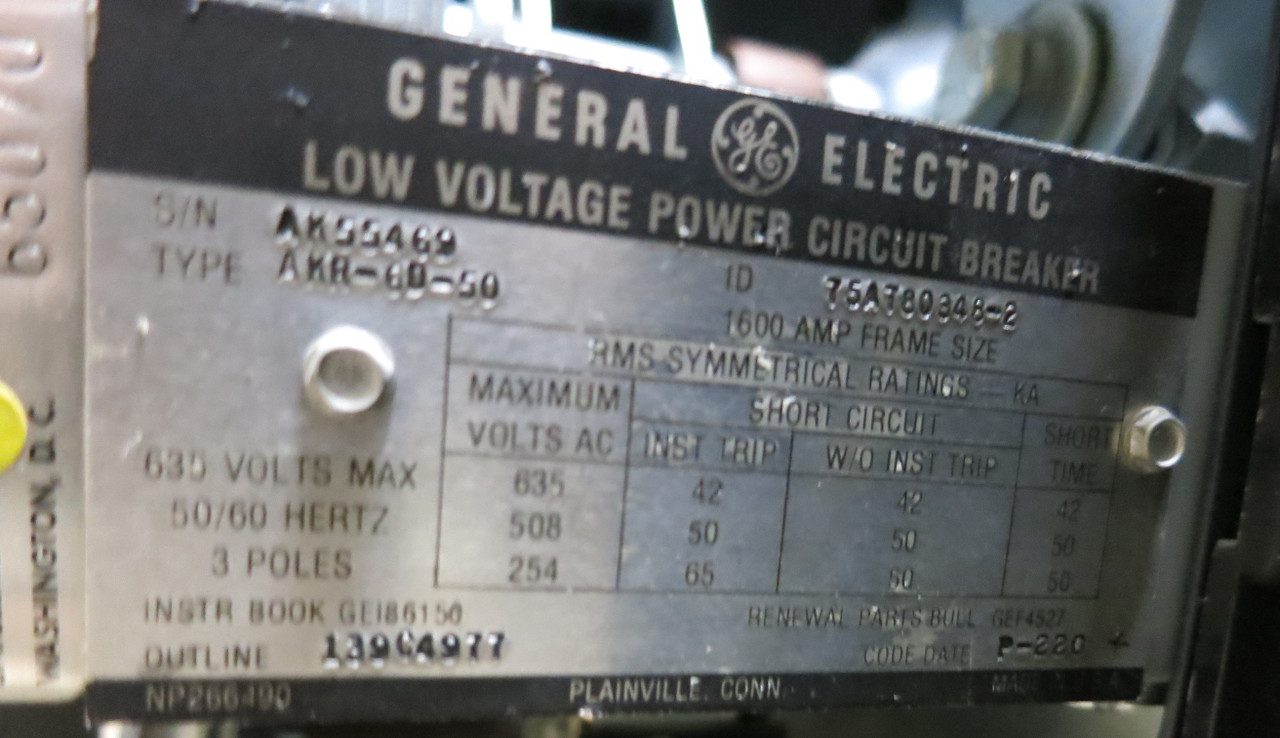 GENERAL GE ELECTRIC
LOW VOLTAGE POWER CIRCUIT BREAKER
S/N AK55469
TYPE AKR-6D-50
ID 75A780348-2
1600 AMP FRAME SIZE
RMS SYMMETRICAL RATINGS — KA
MAXIMUM VOLTS AC
SHORT CIRCUIT
SHORT TIME
INST TRIP W/O INST TRIP
635 42 42 42
508 50 50 50
254 65 50 50
635 VOLTS MAX
50/60 HERTZ
3 POLES
INSTR BOOK GEI86150
RENEWAL PARTS BULL GEF4527
OUTLINE 139C4977
CODE DATE P-220 *
NP266490
PLAINVILLE, CONN.
WASHINGTON, D.C.